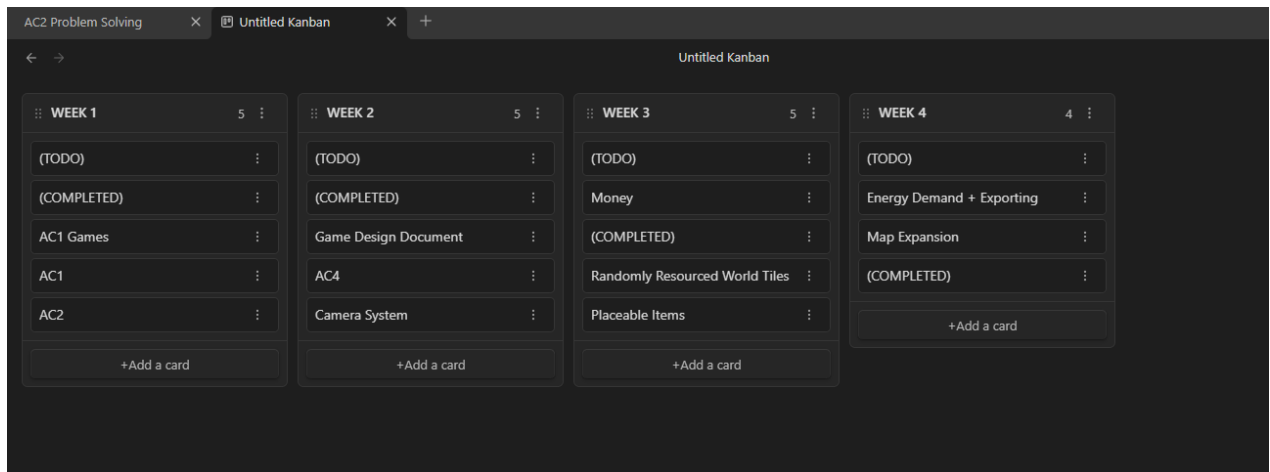 AC2 Problem Solving
Untitled Kanban
Untitled Kanban
WEEK 1 5
(TODO)
(COMPLETED)
AC1 Games
AC1
AC2
+Add a card
WEEK 2 5
(TODO)
(COMPLETED)
Game Design Document
AC4
Camera System
+Add a card
WEEK 3 5
(TODO)
Money
(COMPLETED)
Randomly Resourced World Tiles
Placeable Items
+Add a card
WEEK 4 4
(TODO)
Energy Demand + Exporting
Map Expansion
(COMPLETED)
+Add a card